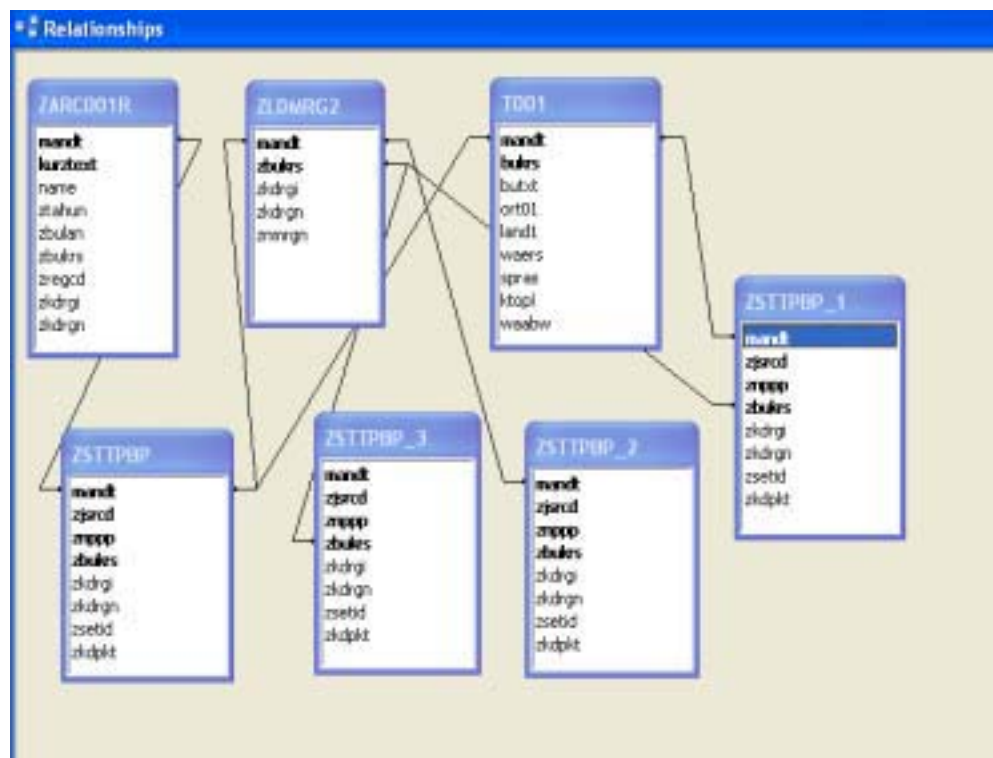 Relationships
ZARC001R
mandt
kurztext
name
ztahun
zbulan
zbukrs
zregcd
zkdrgi
zkdrgn
ZLDMRG2
mandt
zbukrs
zkdrgi
zkdrgn
znmrgn
T001
mandt
bukrs
butxt
ort01
land1
waers
spras
ktopl
waabw
ZSTTPBP_1
mandt
zjsrcd
znppp
zbukrs
zkdrgi
zkdrgn
zsetid
zkdpkt
ZSTTPBP
mandt
zjsrcd
znppp
zbukrs
zkdrgi
zkdrgn
zsetid
zkdpkt
ZSTTPBP_3
mandt
zjsrcd
znppp
zbukrs
zkdrgi
zkdrgn
zsetid
zkdpkt
ZSTTPBP_2
mandt
zjsrcd
znppp
zbukrs
zkdrgi
zkdrgn
zsetid
zkdpkt